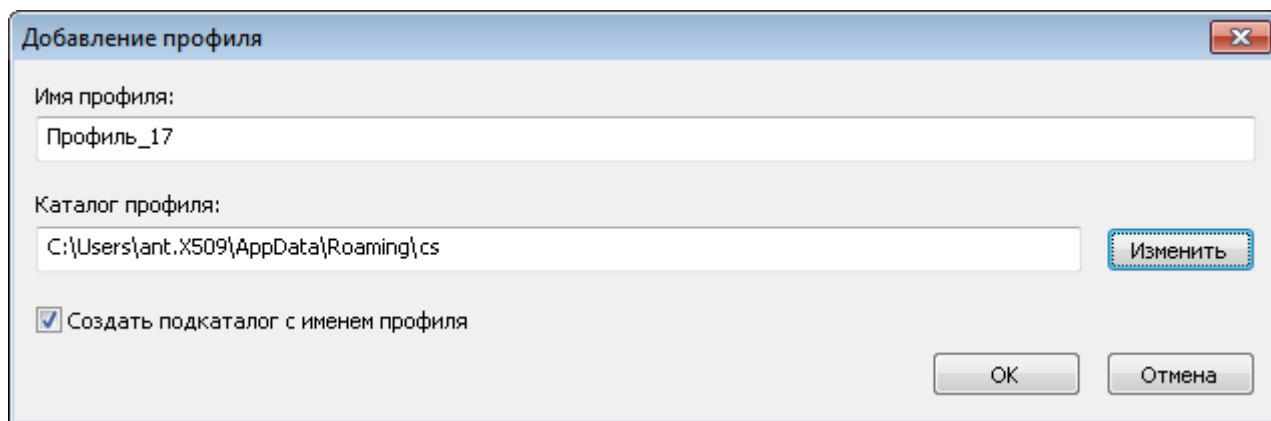 Добавление профиля
Имя профиля:
Профиль_17
Каталог профиля:
C:\Users\ant.X509\AppData\Roaming\cs
Изменить
Создать подкаталог с именем профиля
ОК
Отмена